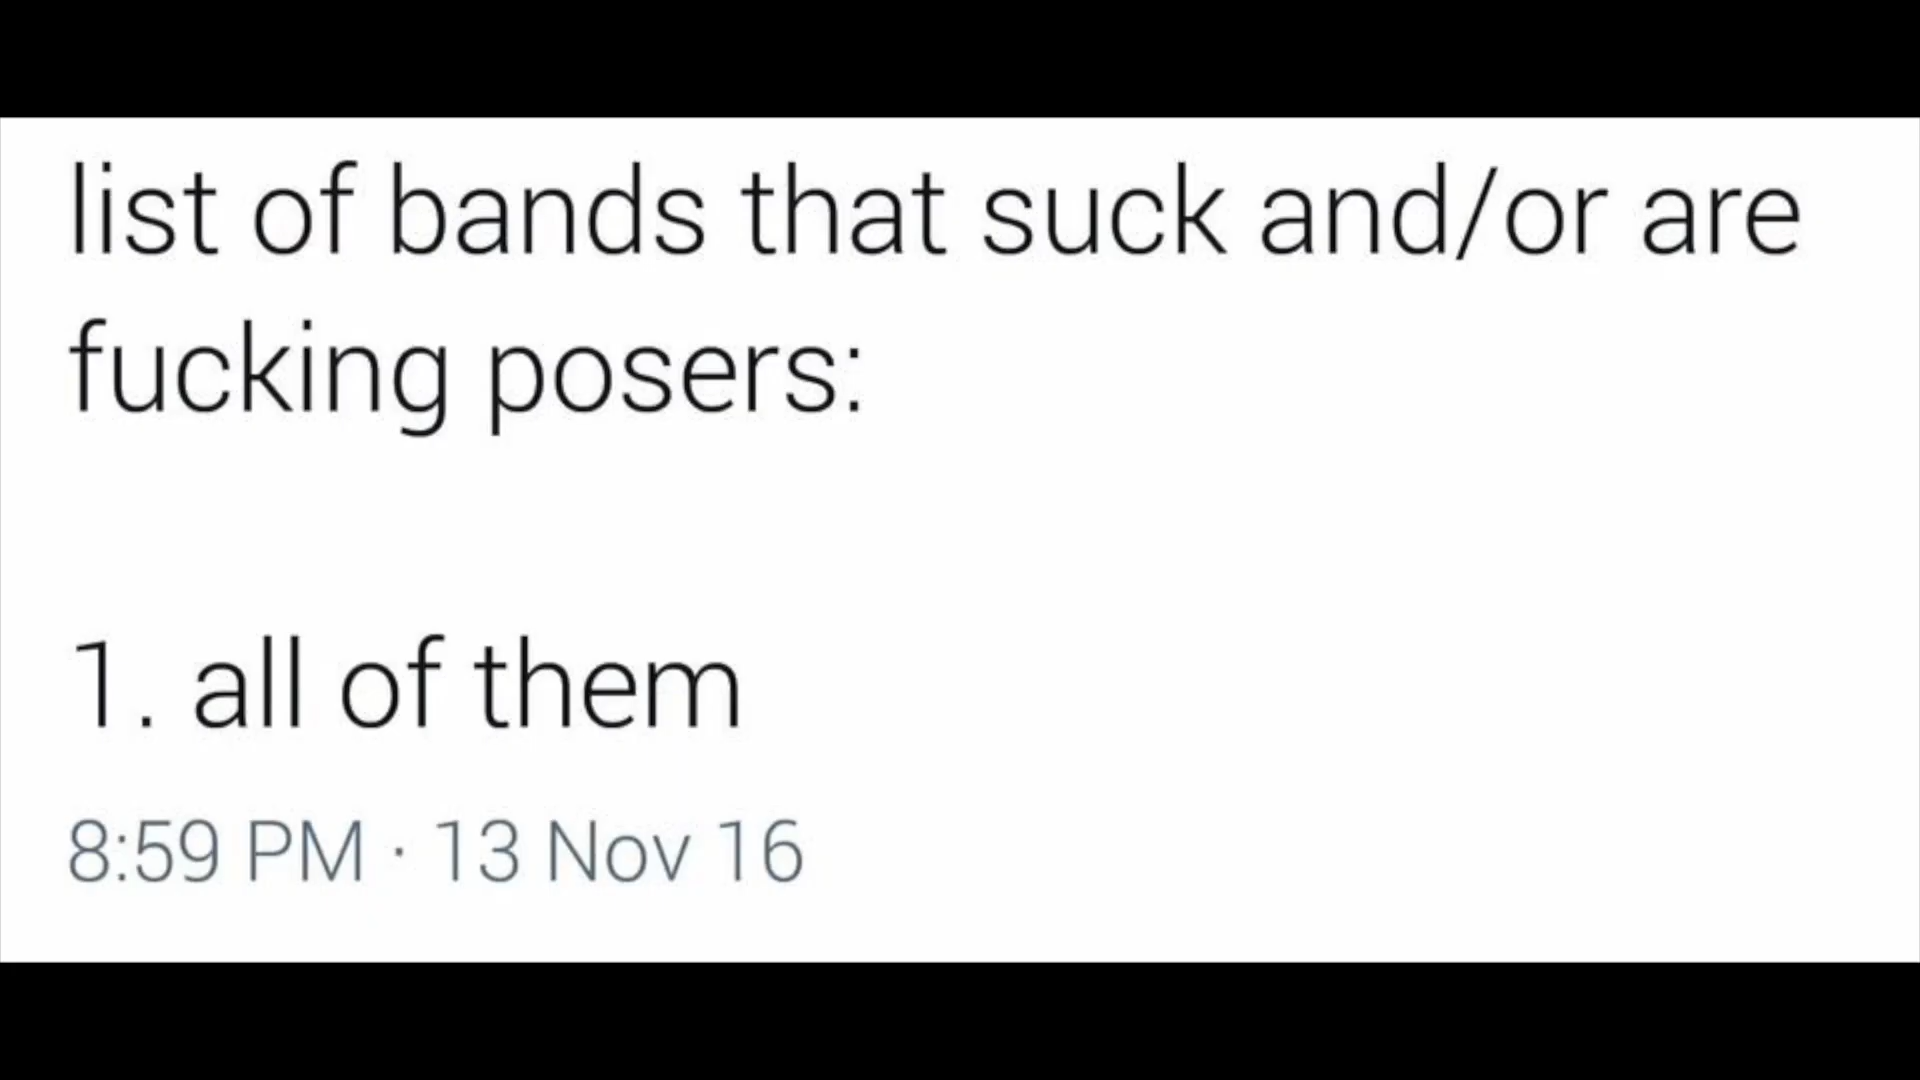 list of bands that suck and/or are
fucking posers:
1. all of them
8:59 PM · 13 Nov 16